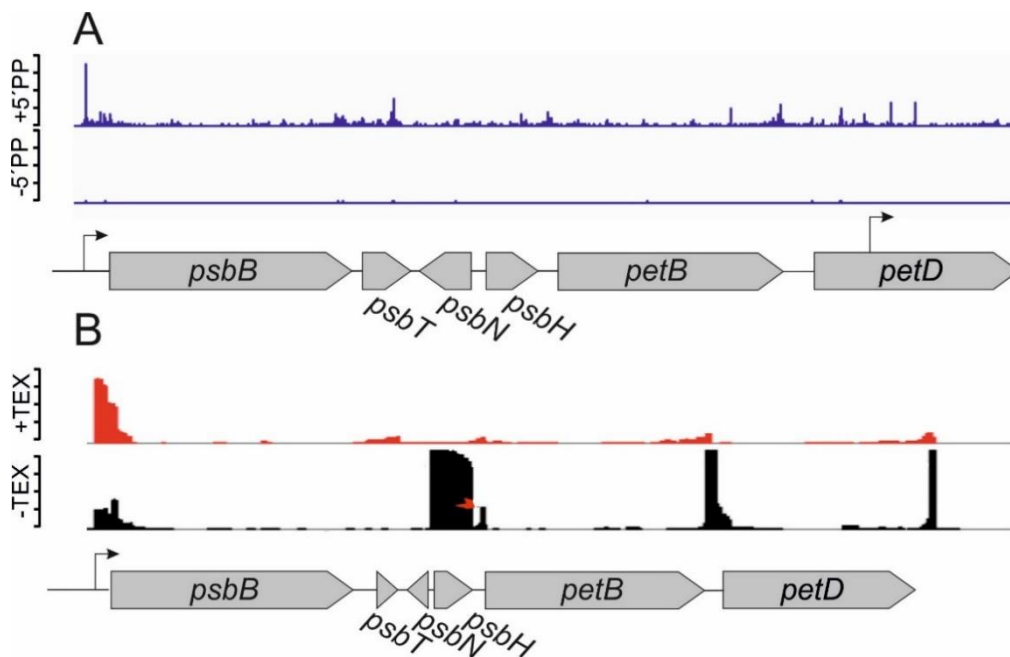 A
+5´PP
-5´PP
psbB
psbT
psbN
psbH
petB
petD
B
+TEX
-TEX
psbB
psbT
psbN
psbH
petB
petD